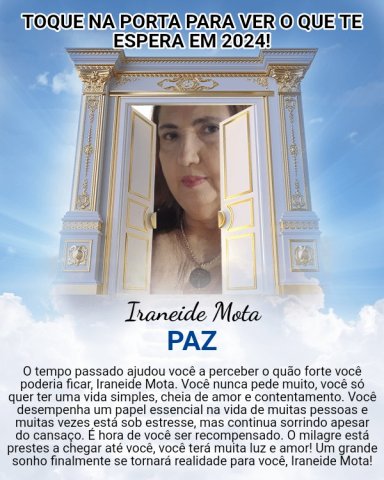 TOQUE NA PORTA PARA VER O QUE TE
ESPERA EM 2024!
Iraneide Mota
PAZ
O tempo passado ajudou você a perceber o quão forte você
poderia ficar, Iraneide Mota. Você nunca pede muito, você só
quer ter uma vida simples, cheia de amor e contentamento. Você
desempenha um papel essencial na vida de muitas pessoas e
muitas vezes está sob estresse, mas continua sorrindo apesar
do cansaço. É hora de você ser recompensado. O milagre está
prestes a chegar até você, você terá muita luz e amor! Um grande
sonho finalmente se tornará realidade para você, Iraneide Mota!